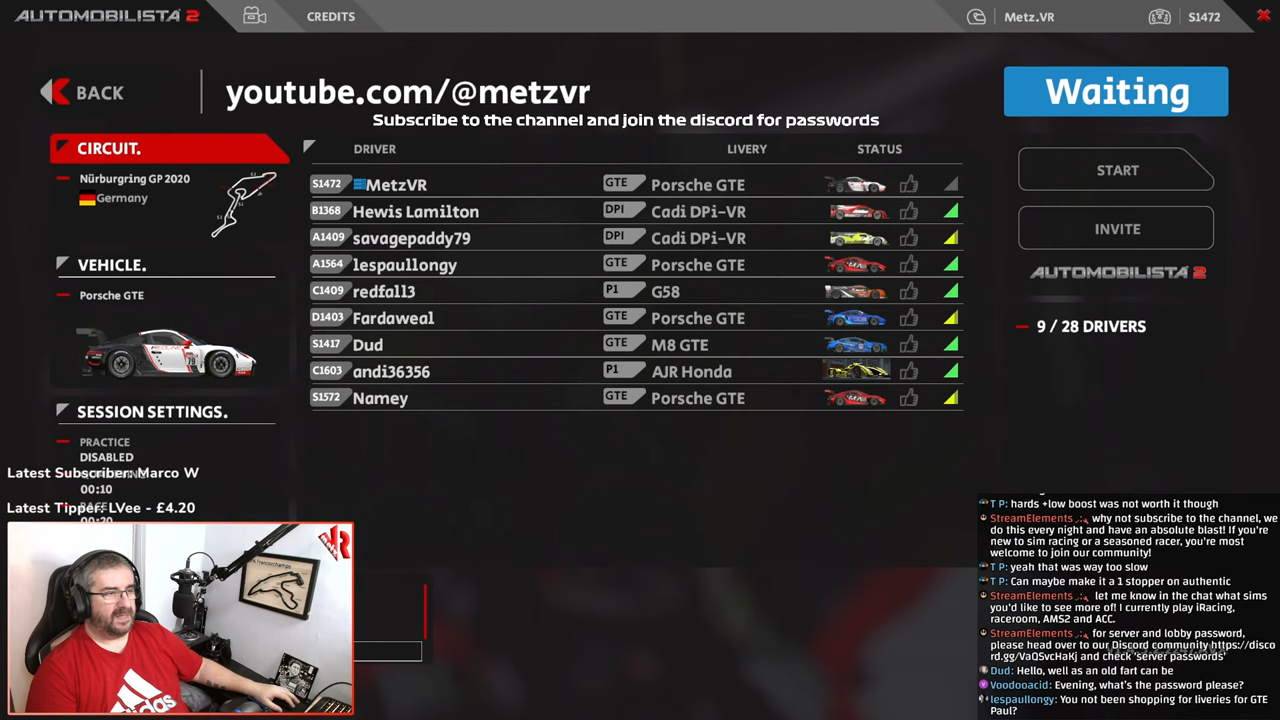 AUTOMOBILISTA 2
CREDITS
Metz.VR
S1472
BACK
youtube.com/@metzvr
Waiting
Subscribe to the channel and join the discord for passwords
CIRCUIT.
Nürburgring GP 2020
Germany
VEHICLE.
Porsche GTE
SESSION SETTINGS.
PRACTICE
DISABLED
00:10
Latest Subscriber: Marco W
Latest Tipper: LVee - £4.20
DRIVER LIVERY STATUS
S1472 MetzVR GTE Porsche GTE
B1368 Hewis Lamilton DPI Cadi DPi-VR
A1409 savagepaddy79 DPI Cadi DPi-VR
A1564 lespaullongy GTE Porsche GTE
C1409 redfall3 P1 G58
D1403 Fardaweal GTE Porsche GTE
S1417 Dud GTE M8 GTE
C1603 andi36356 P1 AJR Honda
S1572 Namey GTE Porsche GTE
START
INVITE
AUTOMOBILISTA 2
9 / 28 DRIVERS
T P: hards +low boost was not worth it though
StreamElements: why not subscribe to the channel, we
do this every night and have an absolute blast! If you're
new to sim racing or a seasoned racer, you're most
welcome to join our community!
T P: yeah that was way too slow
T P: Can maybe make it a 1 stopper on authentic
StreamElements: let me know in the chat what sims
you'd like to see more of! I currently play iRacing,
raceroom, AMS2 and ACC.
StreamElements: for server and lobby password,
please head over to our Discord community https://disco
rd.gg/VaQSvcHaKj and check 'server passwords'
Dud: Hello, well as an old fart can be
Voodooacid: Evening, what's the password please?
lespaullongy: You not been shopping for liveries for GTE
Paul?